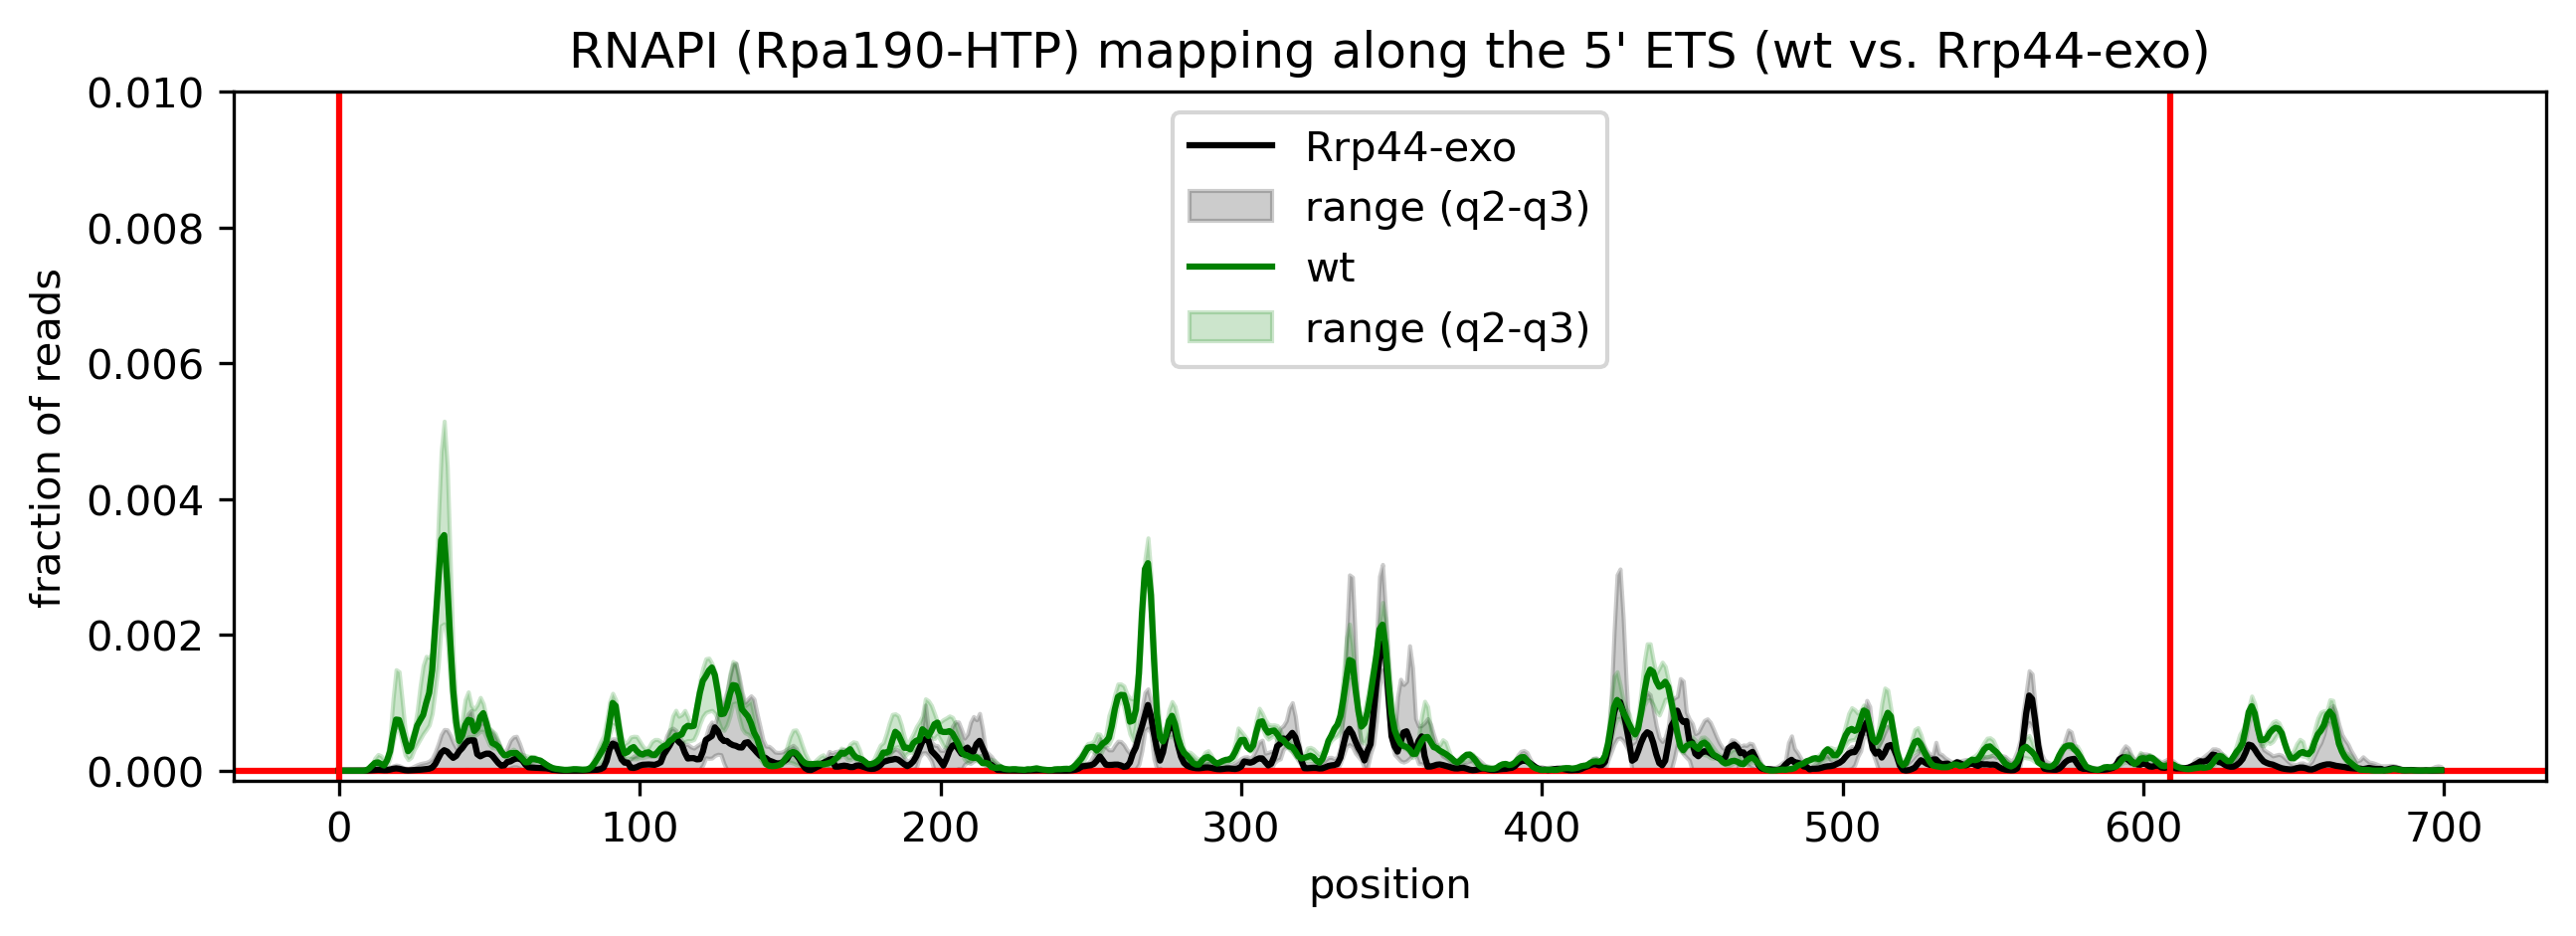 RNAPI (Rpa190-HTP) mapping along the 5' ETS (wt vs. Rrp44-exo)
0.010
0.008
0.006
0.004
0.002
0.000
fraction of reads
Rrp44-exo
range (q2-q3)
wt
range (q2-q3)
0 100 200 300 400 500 600 700
position